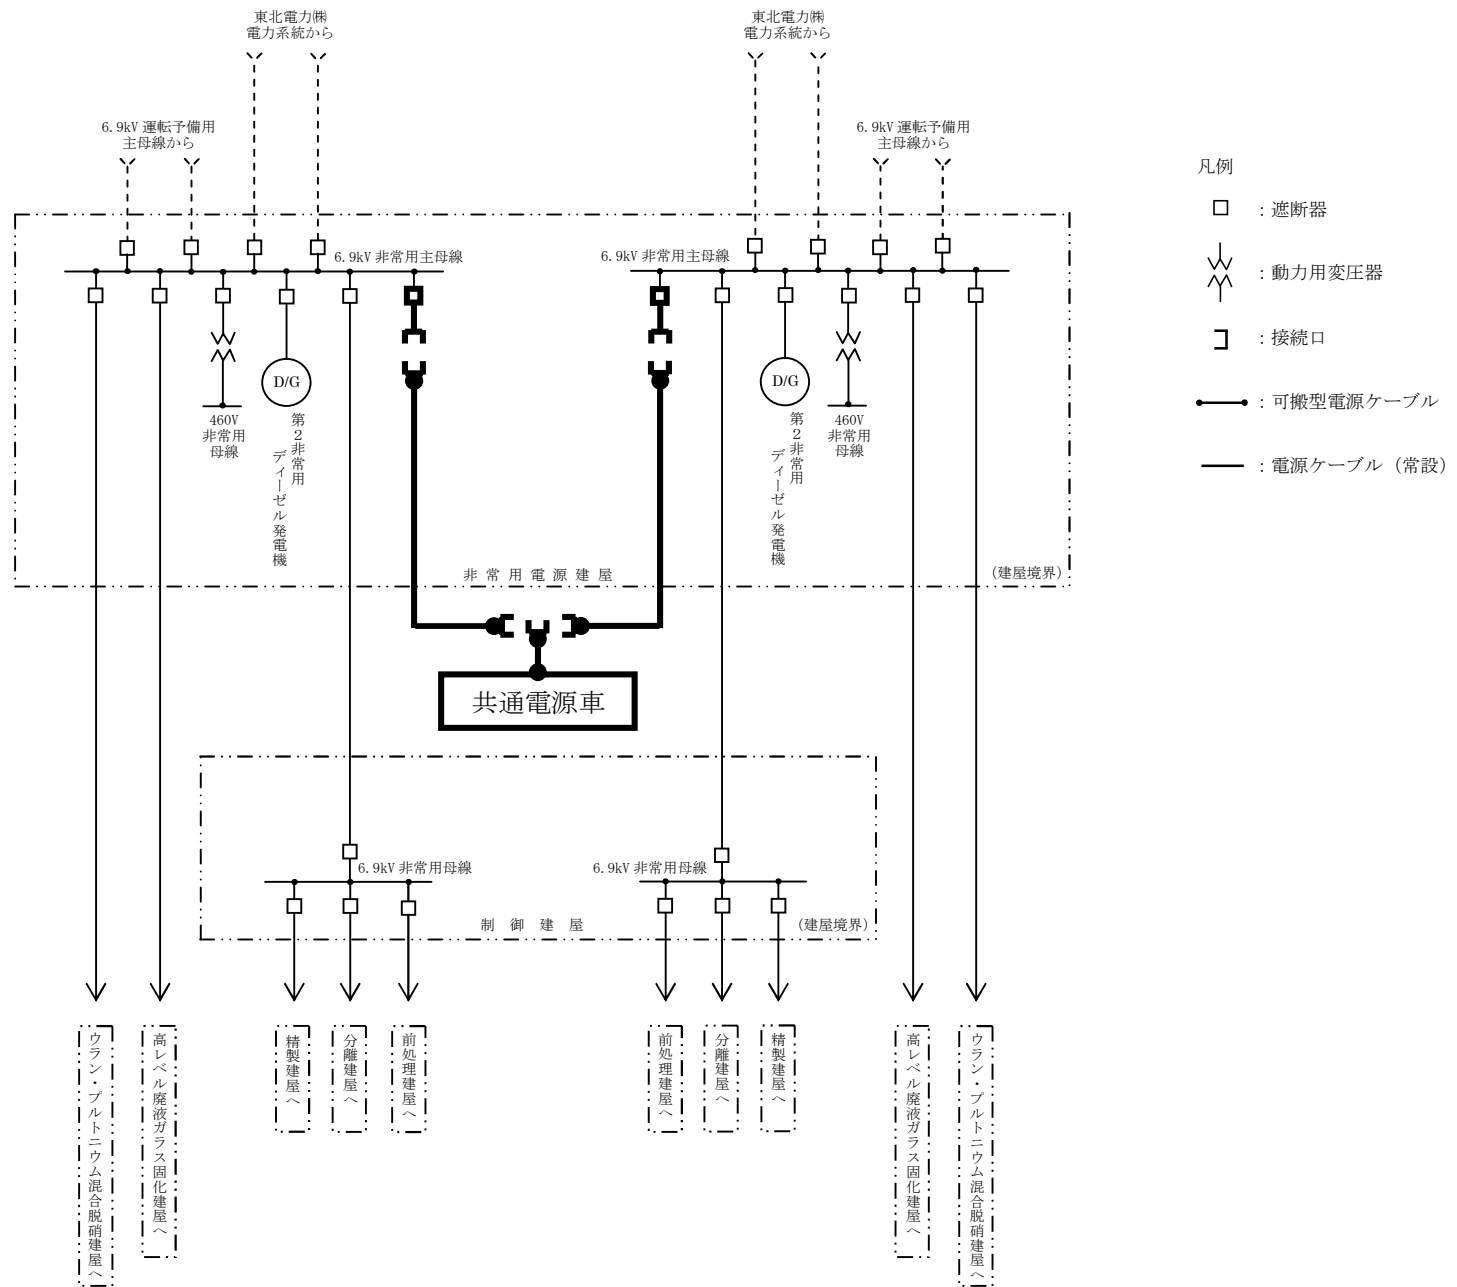 東北電力㈱
電力系統から
東北電力㈱
電力系統から
6.9kV 運転予備用
主母線から
6.9kV 運転予備用
主母線から
6.9kV 非常用主母線
6.9kV 非常用主母線
D/G
D/G
460V
非常用
母線
第2非常用
ディーゼル発電機
第2非常用
ディーゼル発電機
460V
非常用
母線
非常用電源建屋
(建屋境界)
共通電源車
6.9kV 非常用母線
6.9kV 非常用母線
制御建屋
(建屋境界)
ウラン・プルトニウム混合脱硝建屋へ
高レベル廃液ガラス固化建屋へ
精製建屋へ
分離建屋へ
前処理建屋へ
前処理建屋へ
分離建屋へ
精製建屋へ
高レベル廃液ガラス固化建屋へ
ウラン・プルトニウム混合脱硝建屋へ
凡例
:遮断器
:動力用変圧器
:接続口
:可搬型電源ケーブル
:電源ケーブル(常設)